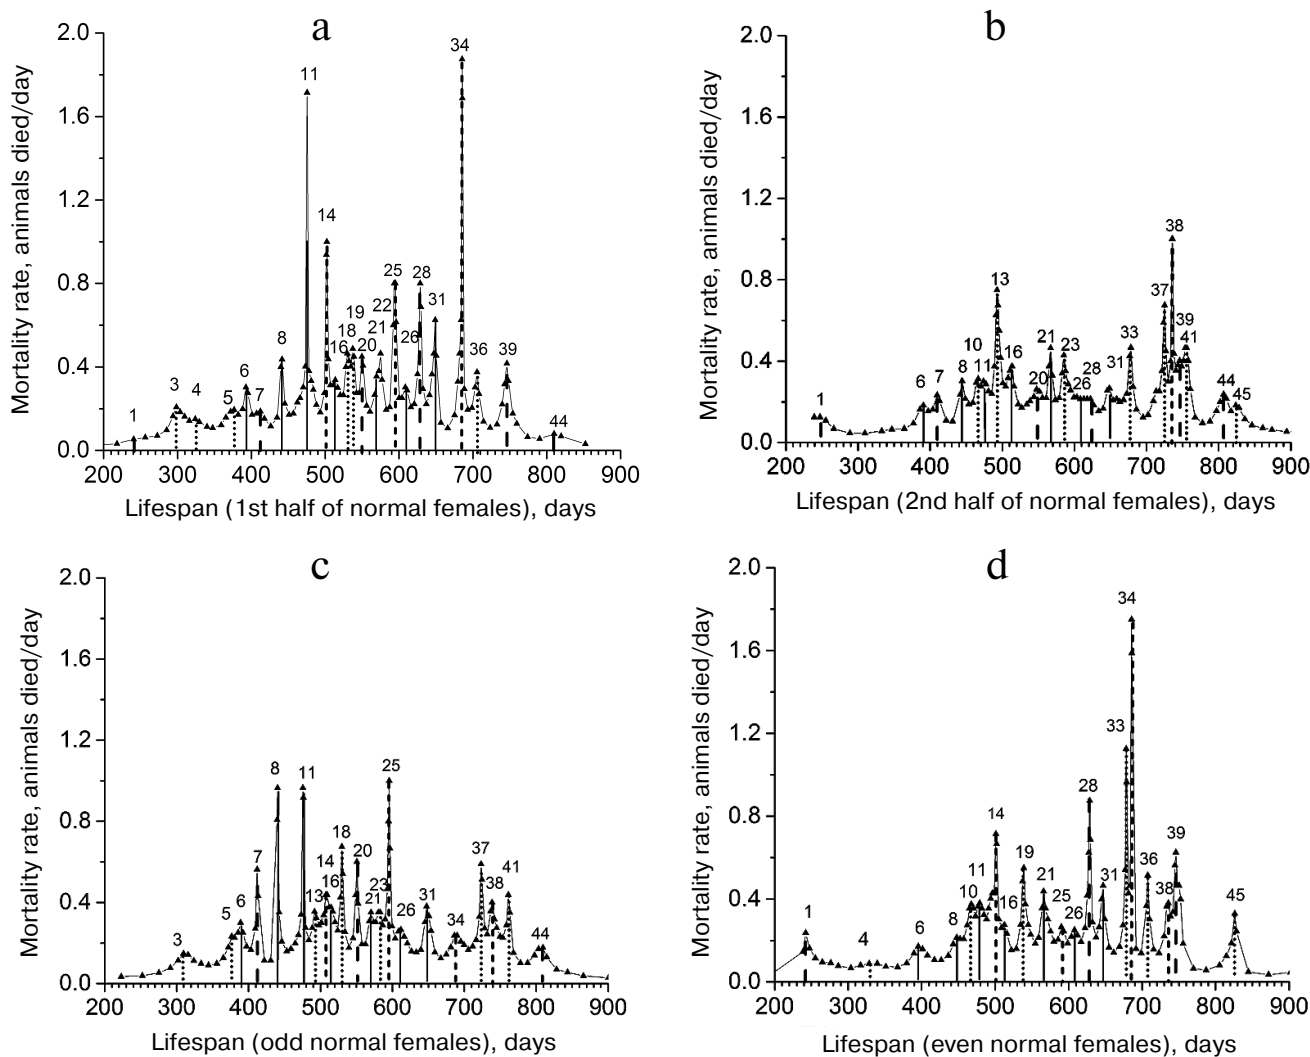 a
2.0
1.6
1.2
0.8
0.4
0.0
Mortality rate, animals died/day
1 3 4 5 6 7 8 11 14 16 18 19 20 21 22 25 26 28 31 34 36 39 44
200 300 400 500 600 700 800 900
Lifespan (1st half of normal females), days
b
2.0
1.6
1.2
0.8
0.4
0.0
Mortality rate, animals died/day
1 6 7 8 10 11 13 16 20 21 23 26 28 31 33 37 38 39 41 44 45
200 300 400 500 600 700 800 900
Lifespan (2nd half of normal females), days
c
2.0
1.6
1.2
0.8
0.4
0.0
Mortality rate, animals died/day
3 5 6 7 8 11 13 14 16 18 20 21 23 25 26 31 34 37 38 41 44
200 300 400 500 600 700 800 900
Lifespan (odd normal females), days
d
2.0
1.6
1.2
0.8
0.4
0.0
Mortality rate, animals died/day
1 4 6 8 10 11 14 16 19 21 25 26 28 31 33 34 36 38 39 45
200 300 400 500 600 700 800 900
Lifespan (even normal females), days